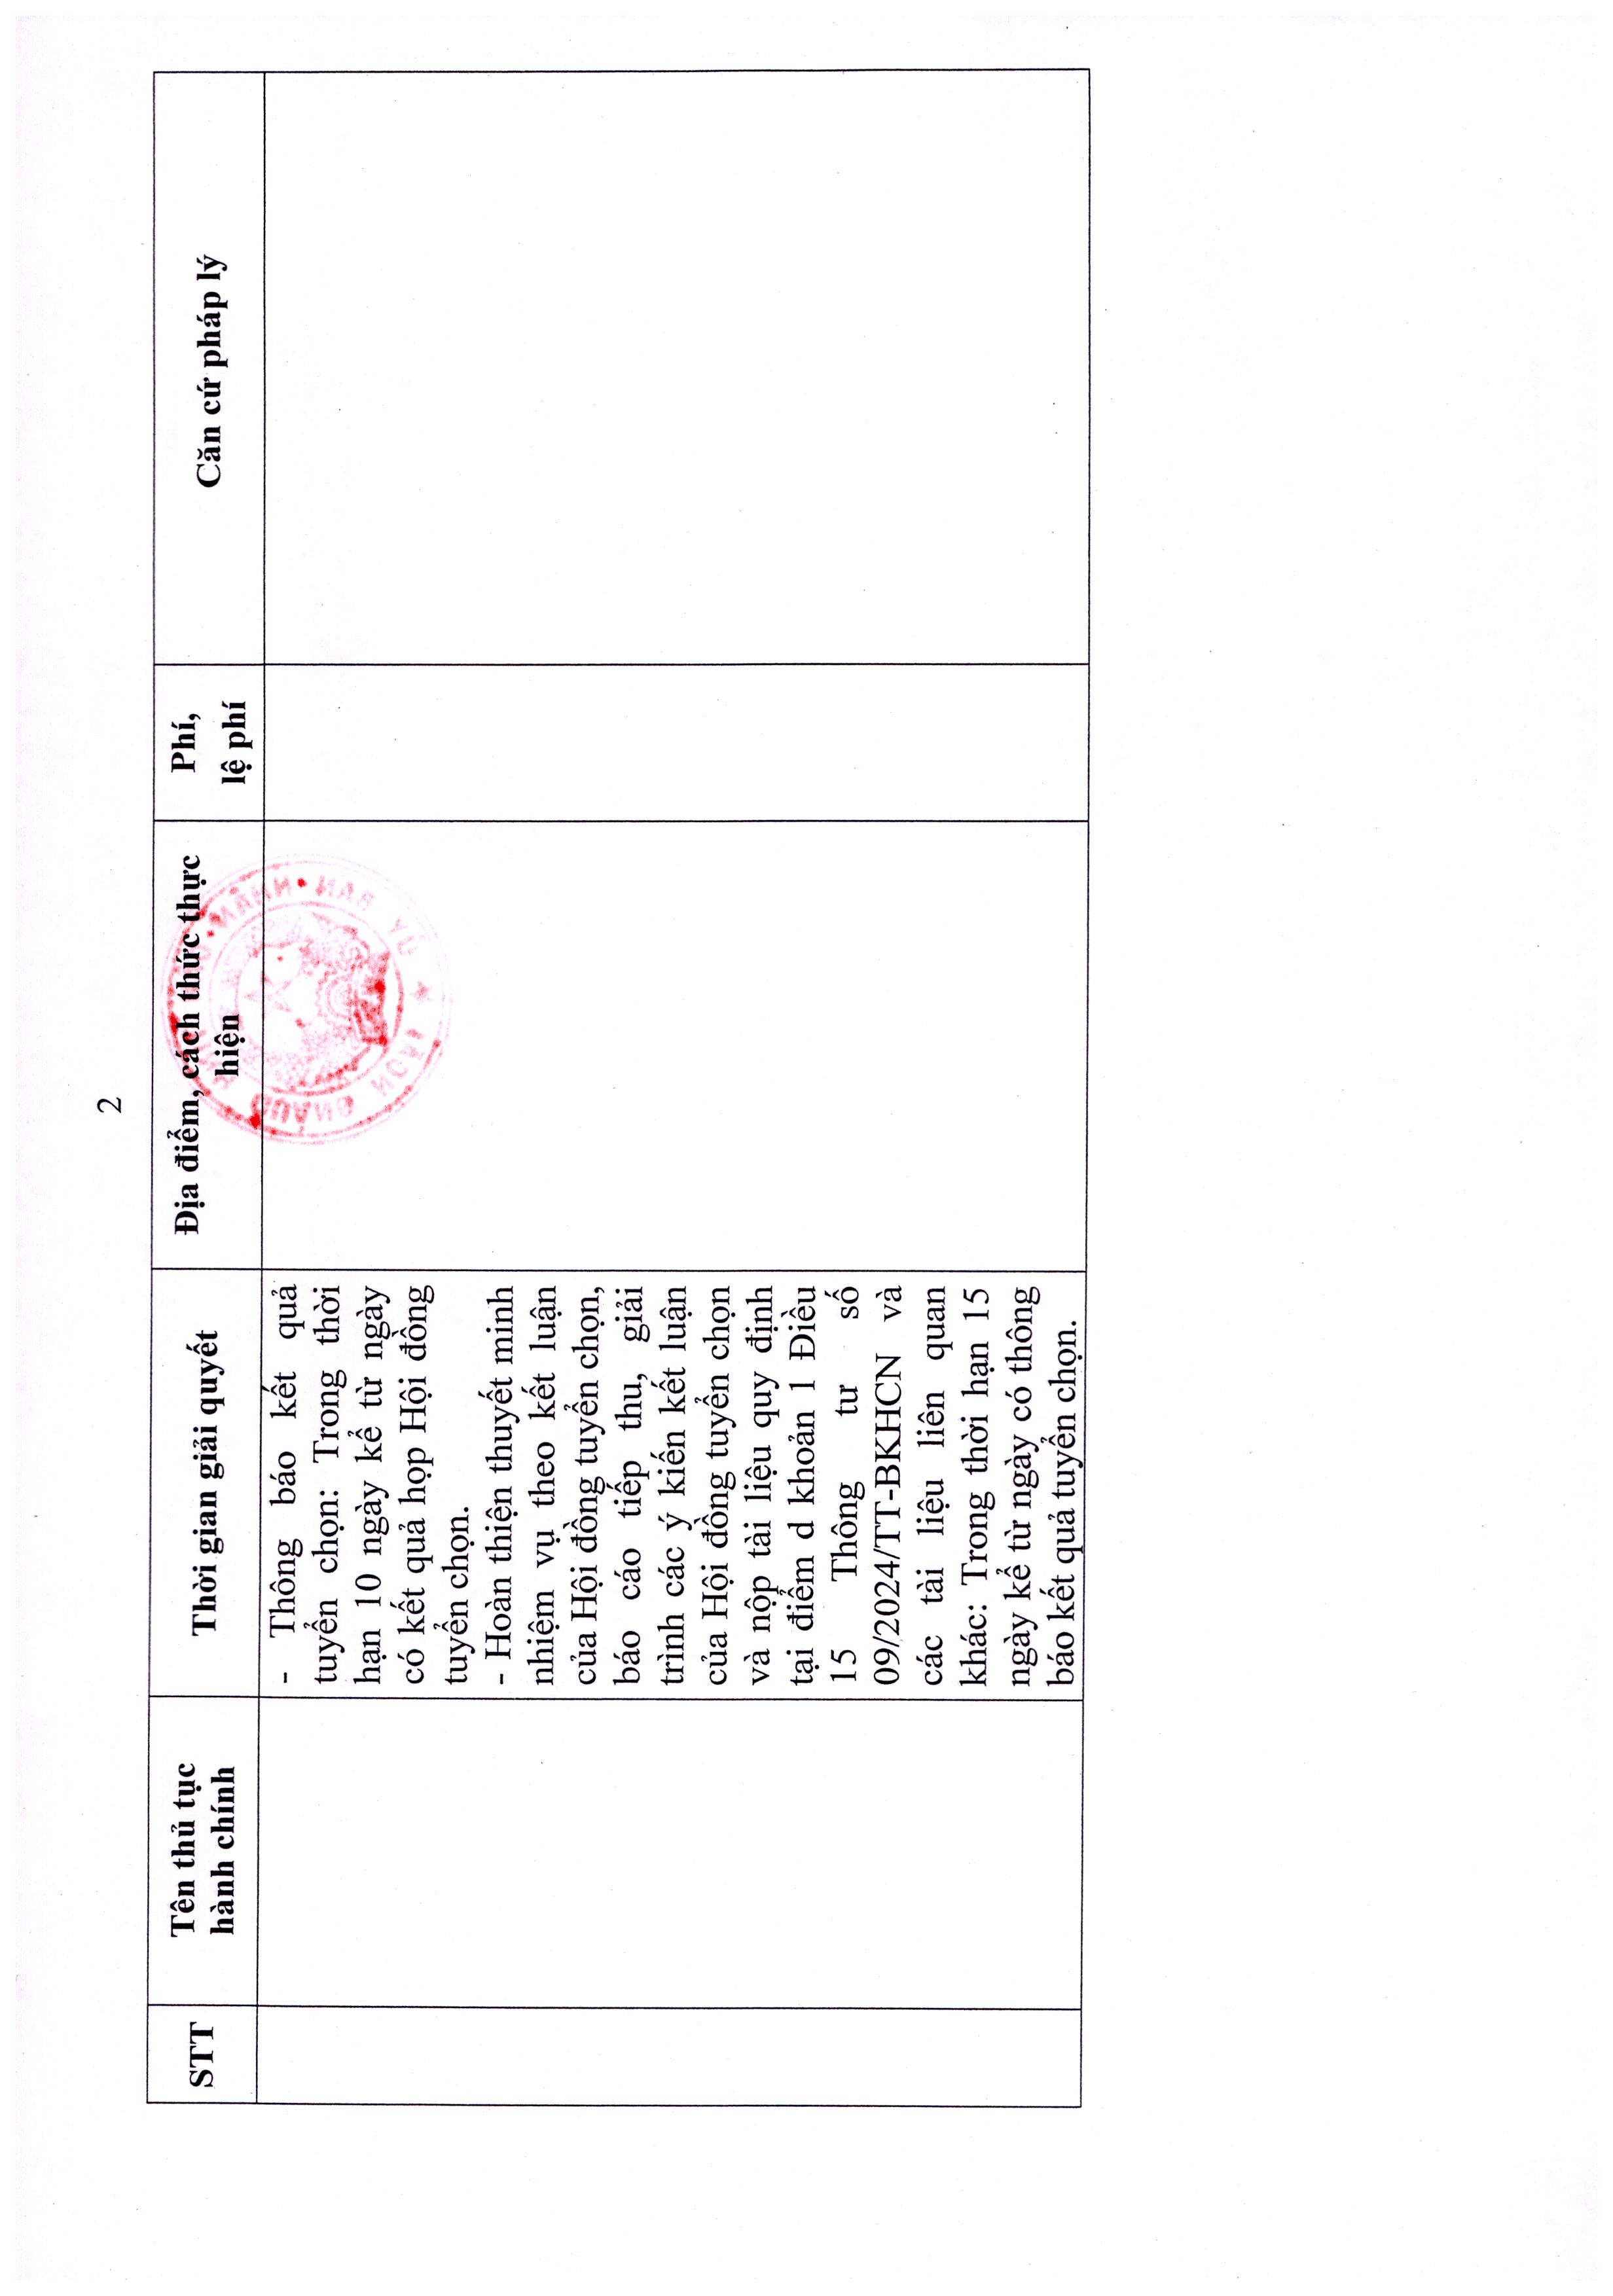 2
STT
Tên thủ tục
hành chính
Thời gian giải quyết
Địa điểm, cách thức thực
hiện
Phí,
lệ phí
Căn cứ pháp lý
- Thông báo kết quả
tuyển chọn: Trong thời
hạn 10 ngày kể từ ngày
có kết quả họp Hội đồng
tuyển chọn.
- Hoàn thiện thuyết minh
nhiệm vụ theo kết luận
của Hội đồng tuyển chọn,
báo cáo tiếp thu, giải
trình các ý kiến kết luận
của Hội đồng tuyển chọn
và nộp tài liệu quy định
tại điểm d khoản 1 Điều
15 Thông tư số
09/2024/TT-BKHCN và
các tài liệu liên quan
khác: Trong thời hạn 15
ngày kể từ ngày có thông
báo kết quả tuyển chọn.